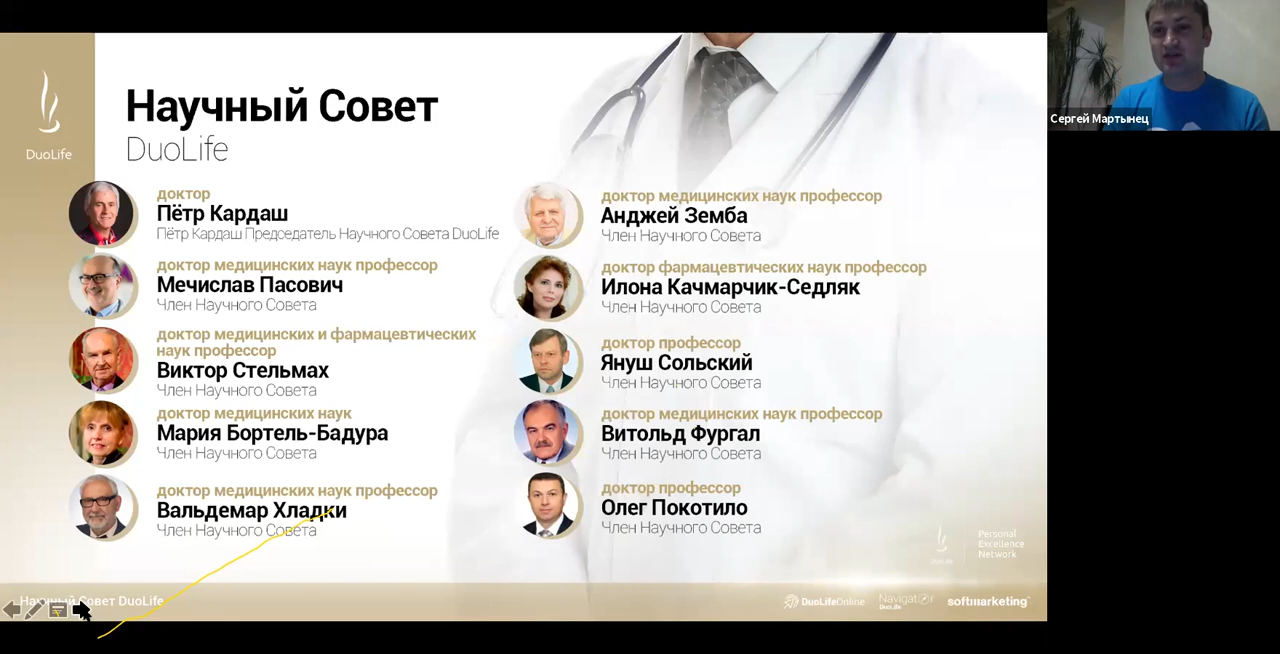 Научный Совет
DuoLife
DuoLife
доктор
Пётр Кардаш
Пётр Кардаш Председатель Научного Совета DuoLife
доктор медицинских наук профессор
Мечислав Пасович
Член Научного Совета
доктор медицинских и фармацевтических
наук профессор
Виктор Стельмах
Член Научного Совета
доктор медицинских наук
Мария Бортель-Бадура
Член Научного Совета
доктор медицинских наук профессор
Вальдемар Хладки
Член Научного Совета
доктор медицинских наук профессор
Анджей Земба
Член Научного Совета
доктор фармацевтических наук профессор
Илона Качмарчик-Седляк
Член Научного Совета
доктор профессор
Януш Сольский
Член Научного Совета
доктор медицинских наук профессор
Витольд Фургал
Член Научного Совета
доктор профессор
Олег Покотило
Член Научного Совета
Personal
Excellence
Network
Научный Совет DuoLife
DuoLifeOnline
Navigator
DuoLife
softmarketing
Сергей Мартынец